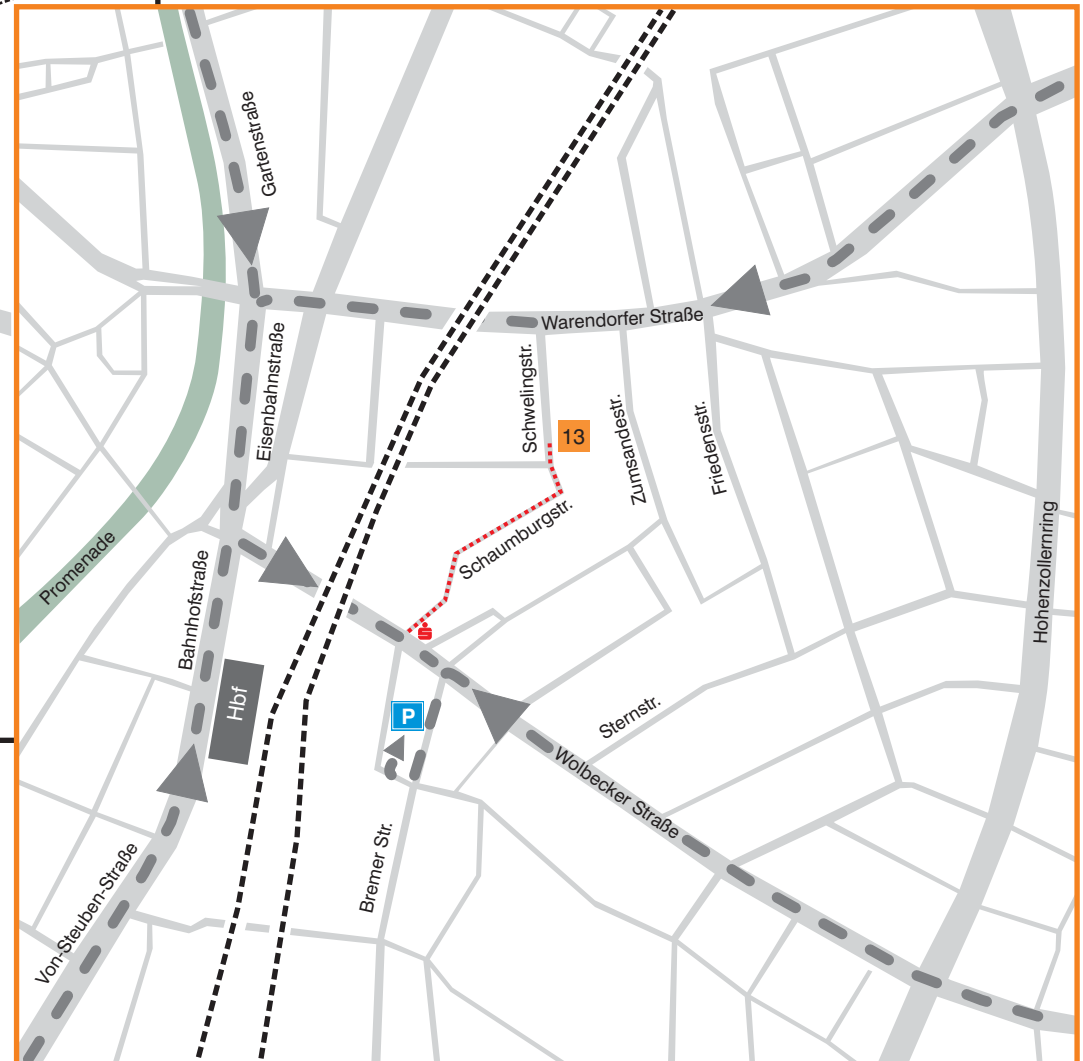 Gartenstraße
Warendorfer Straße
Eisenbahnstraße
Schwelingstr.
13
Zumsandestr.
Friedensstr.
Schaumburgstr.
Hohenzollernring
Promenade
Bahnhofstraße
Hbf
P
Sternstr.
Wolbecker Straße
Bremer Str.
Von-Steuben-Straße